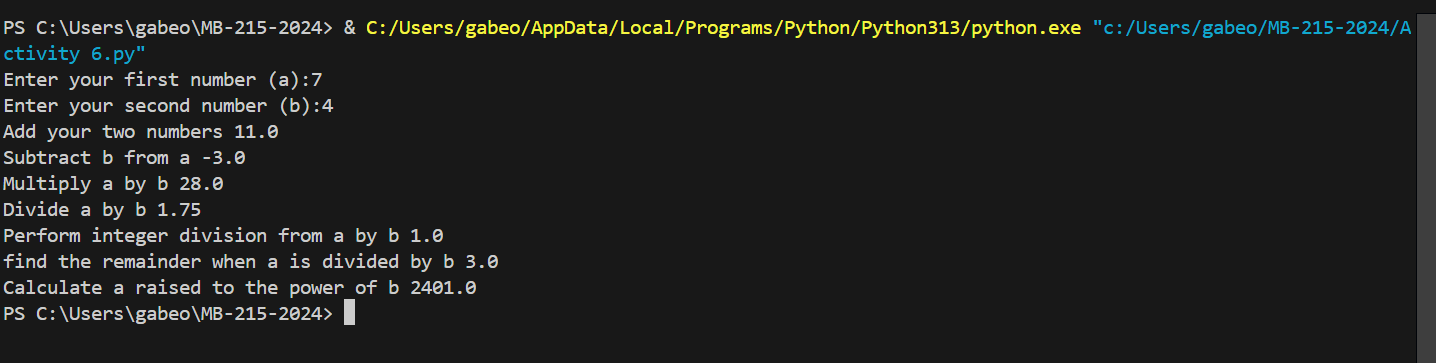 PS C:\Users\gabeo\MB-215-2024> & C:/Users/gabeo/AppData/Local/Programs/Python/Python313/python.exe "c:/Users/gabeo/MB-215-2024/A
ctivity 6.py"
Enter your first number (a):7
Enter your second number (b):4
Add your two numbers 11.0
Subtract b from a -3.0
Multiply a by b 28.0
Divide a by b 1.75
Perform integer division from a by b 1.0
find the remainder when a is divided by b 3.0
Calculate a raised to the power of b 2401.0
PS C:\Users\gabeo\MB-215-2024>